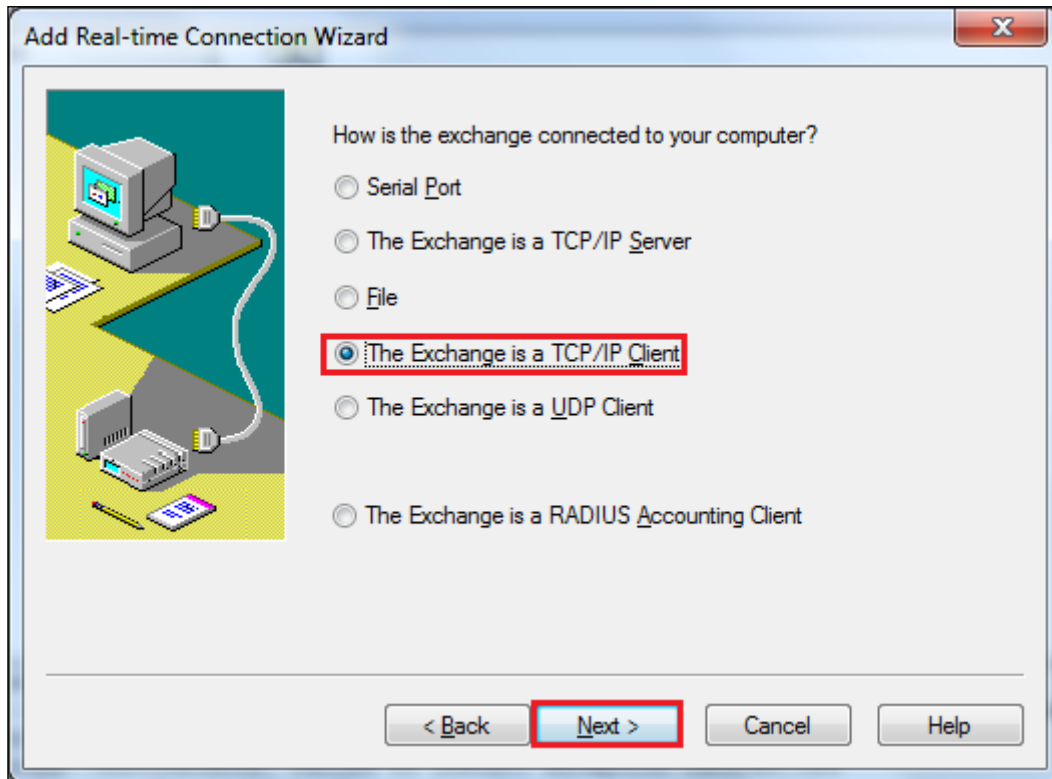 Add Real-time Connection Wizard
How is the exchange connected to your computer?
Serial Port
The Exchange is a TCP/IP Server
File
The Exchange is a TCP/IP Client
The Exchange is a UDP Client
The Exchange is a RADIUS Accounting Client
< Back
Next >
Cancel
Help